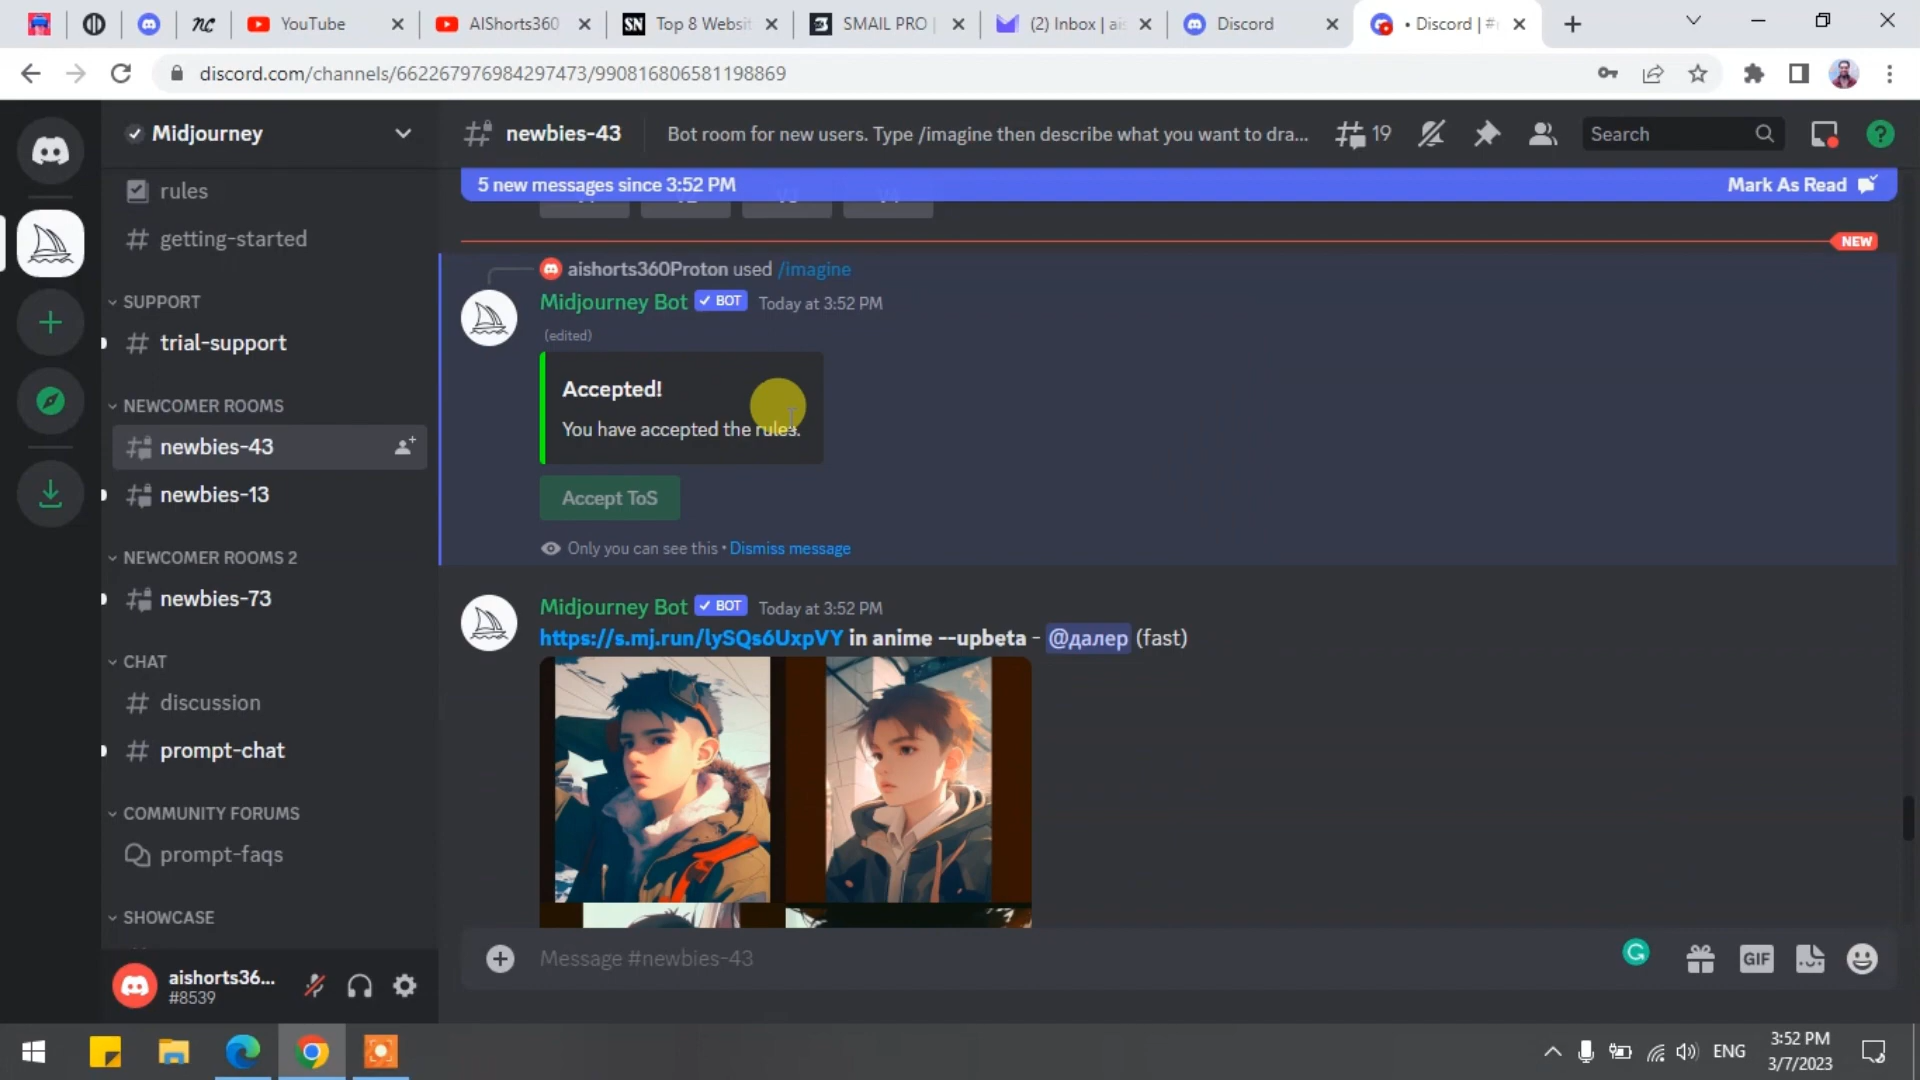 YouTube
AIShorts360
SN
Top 8 Websit
SMAIL PRO |
(2) Inbox | ai
Discord
• Discord | #
discord.com/channels/662267976984297473/990816806581198869
Midjourney
newbies-43
Bot room for new users. Type /imagine then describe what you want to dra...
19
Search
5 new messages since 3:52 PM
Mark As Read
rules
getting-started
NEW
aishorts360Proton used /imagine
Midjourney Bot ✓ BOT Today at 3:52 PM
(edited)
SUPPORT
trial-support
Accepted!
You have accepted the rules.
NEWCOMER ROOMS
newbies-43
newbies-13
Accept ToS
Only you can see this • Dismiss message
NEWCOMER ROOMS 2
newbies-73
Midjourney Bot ✓ BOT Today at 3:52 PM
https://s.mj.run/lySQs6UxpVY in anime --upbeta - @далер (fast)
CHAT
discussion
prompt-chat
COMMUNITY FORUMS
prompt-faqs
SHOWCASE
Message #newbies-43
GIF
aishorts36...
#8539
ENG
3:52 PM
3/7/2023